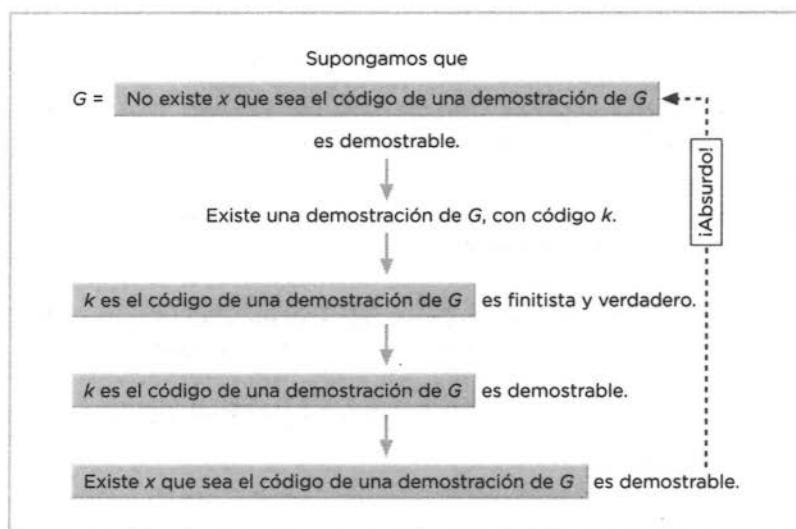 Supongamos que
G = No existe x que sea el código de una demostración de G
es demostrable.
¡Absurdo!
Existe una demostración de G, con código k.
k es el código de una demostración de G es finitista y verdadero.
k es el código de una demostración de G es demostrable.
Existe x que sea el código de una demostración de G es demostrable.